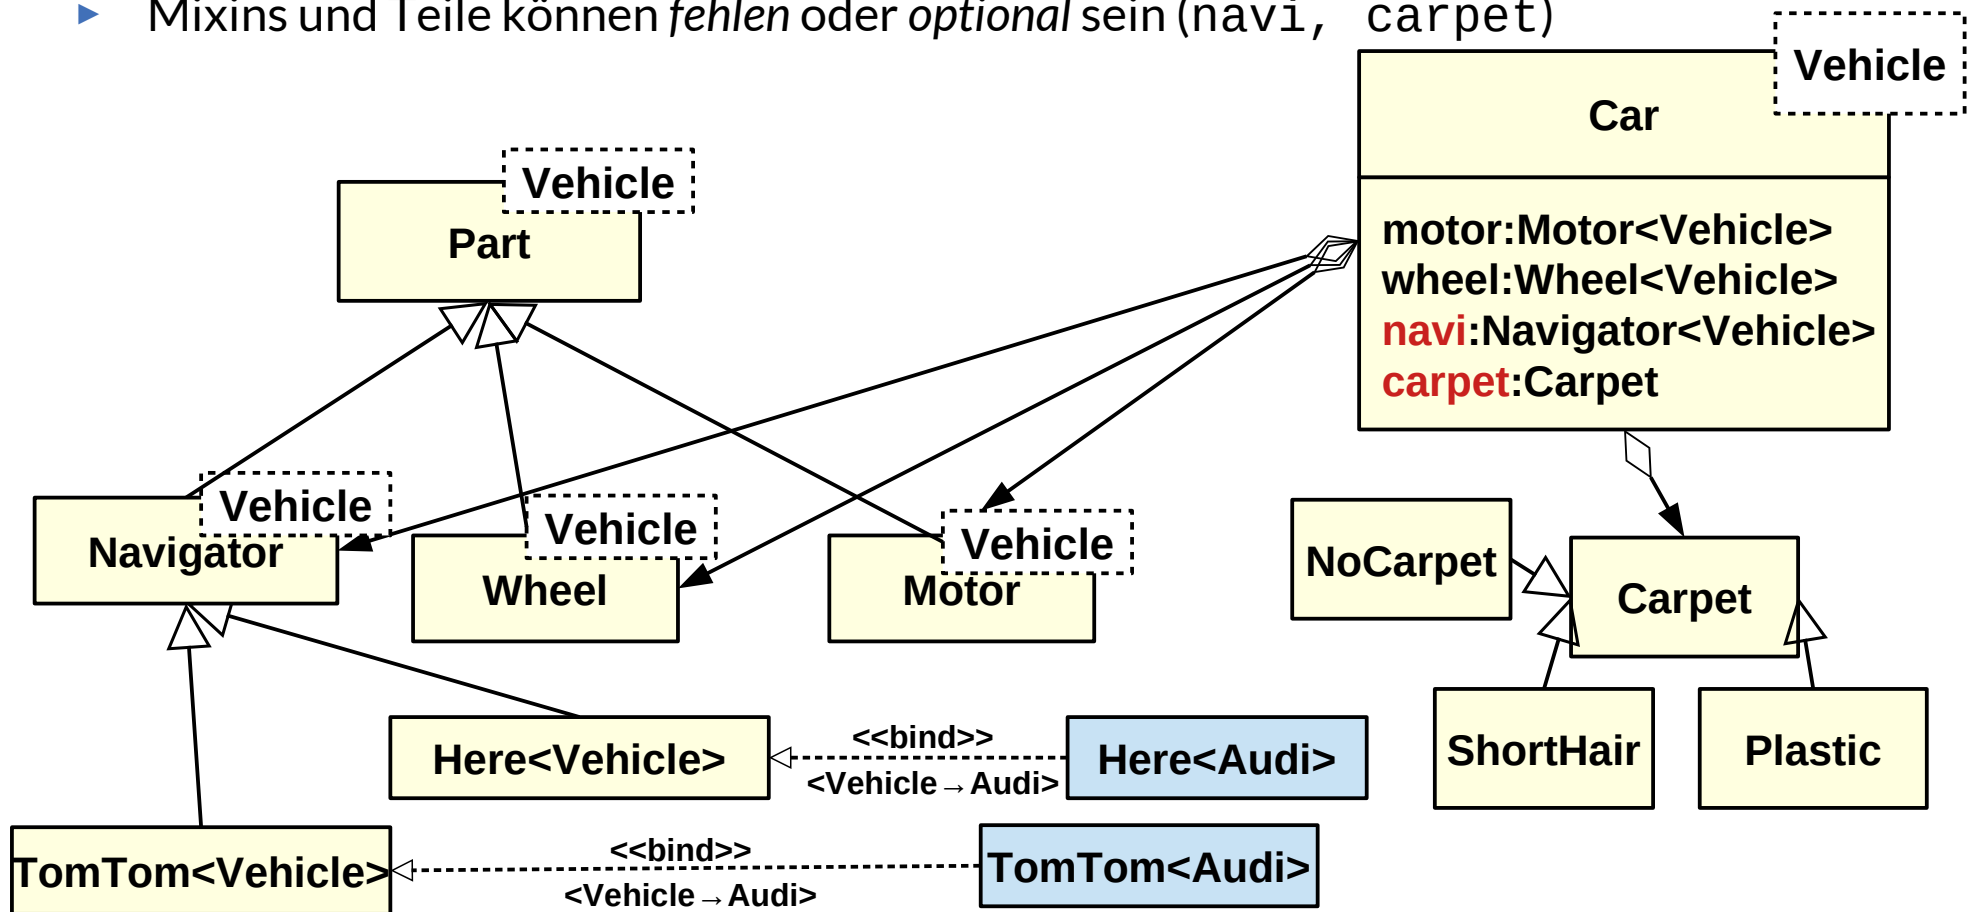 ► Mixins und Teile können fehlen oder optional sein (navi, carpet)
Vehicle
Car
motor:Motor<Vehicle>
wheel:Wheel<Vehicle>
navi:Navigator<Vehicle>
carpet:Carpet
Vehicle
Part
Vehicle
Navigator
Vehicle
Wheel
Vehicle
Motor
NoCarpet
Carpet
ShortHair
Plastic
Here<Vehicle>
<<bind>>
<Vehicle→Audi>
Here<Audi>
TomTom<Vehicle>
<<bind>>
<Vehicle→Audi>
TomTom<Audi>